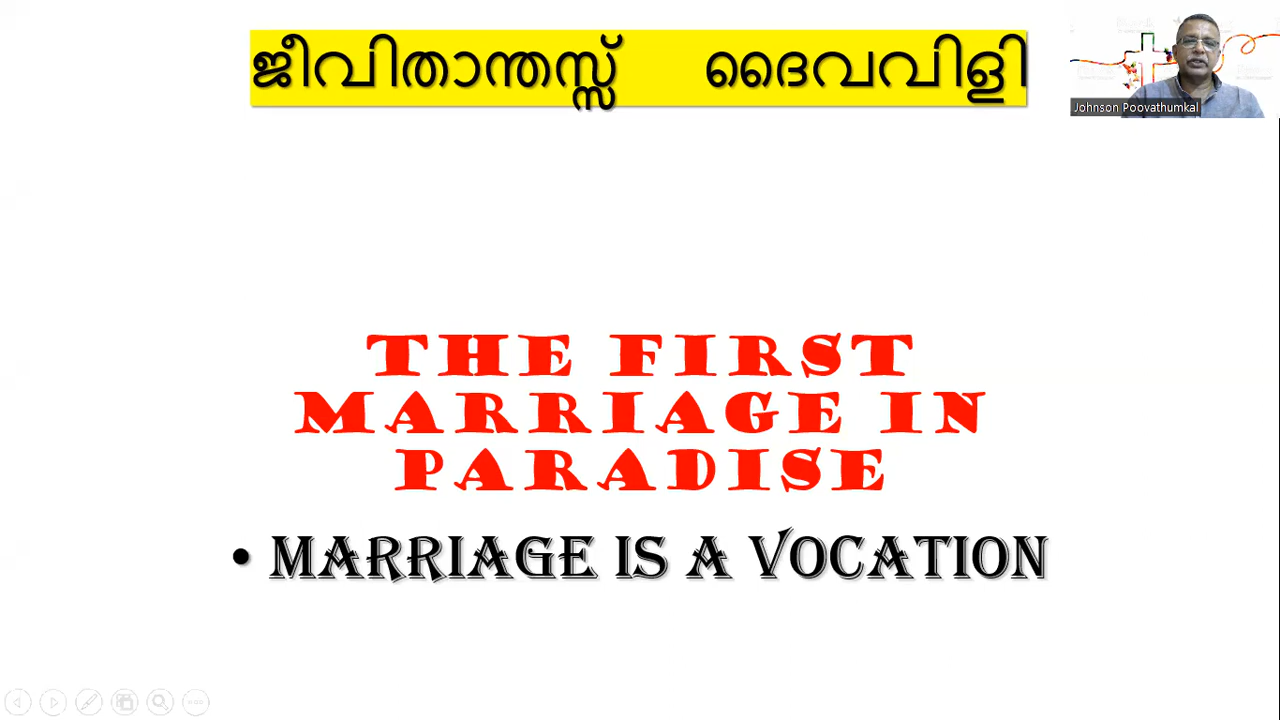 ജീവിതാന്തസ്സ് ദൈവവിളി
Johnson Poovathumkal
THE FIRST
MARRIAGE IN
PARADISE
• MARRIAGE IS A VOCATION